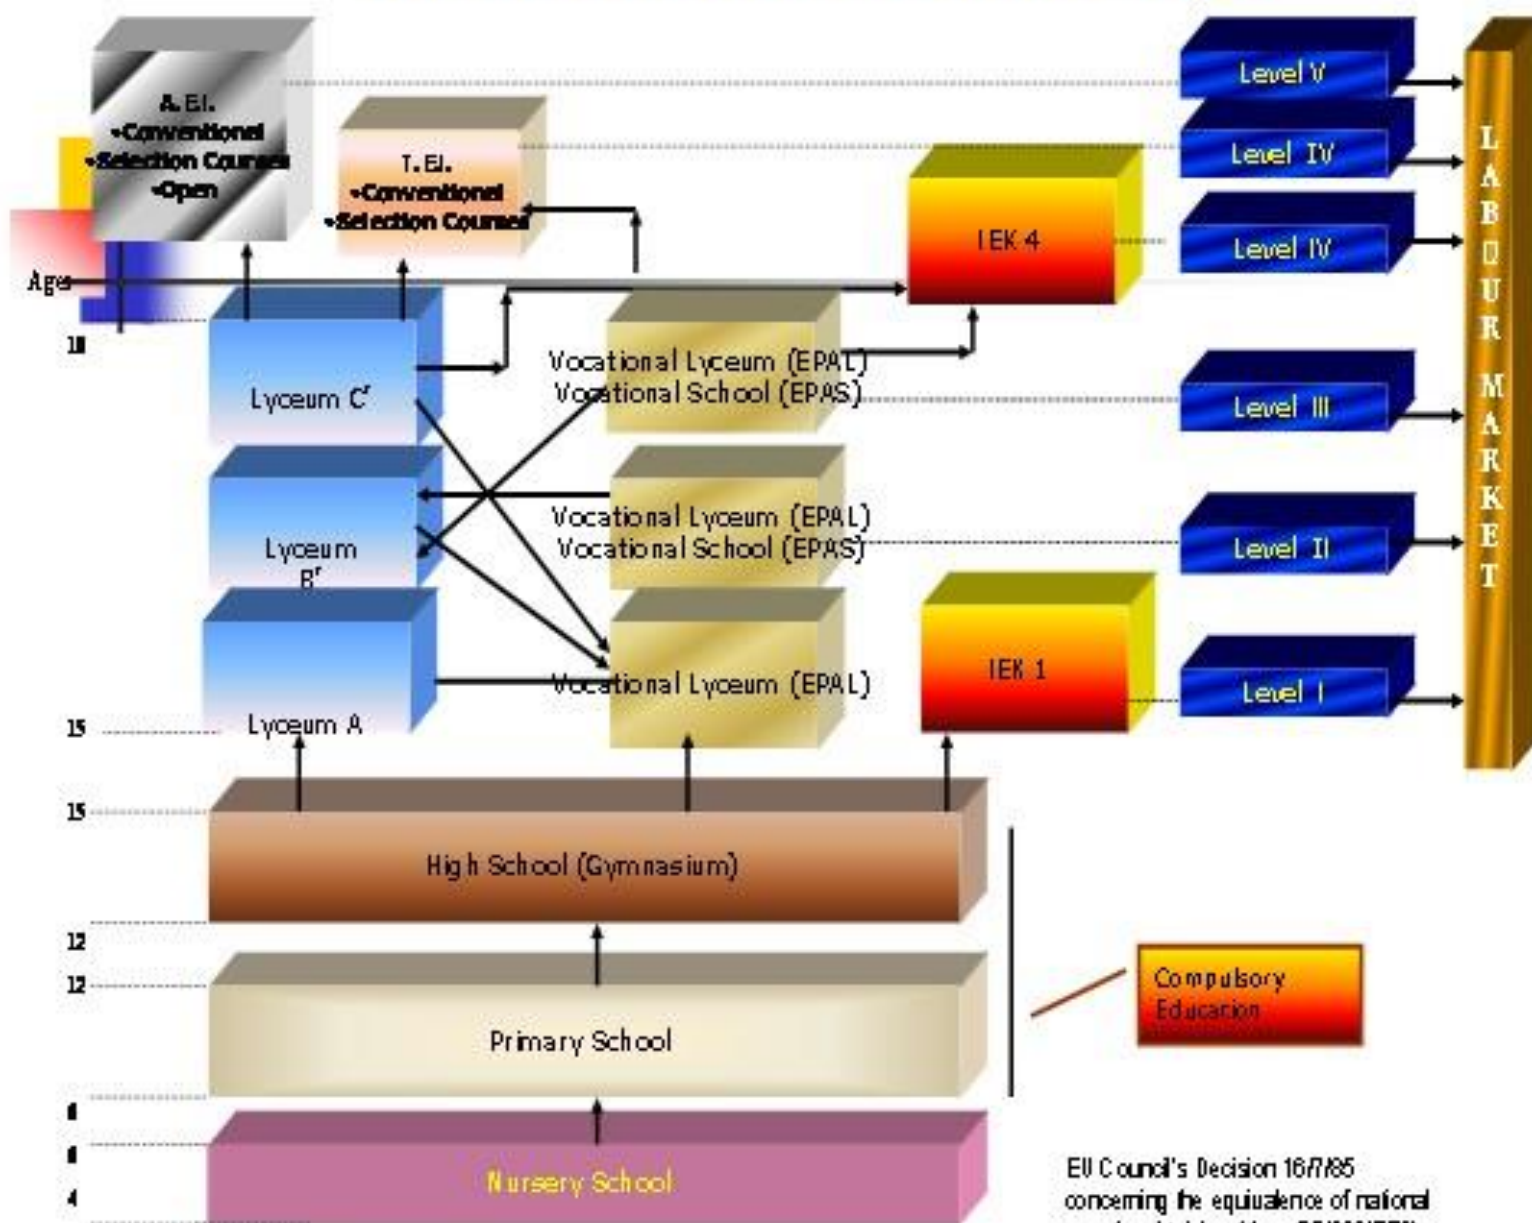 A.E.I.
•Conventional
•Selection Courses
•Open
T.E.I.
•Conventional
•Selection Courses
IEK 4
Level V
Level IV
Level IV
Ages
18
Lyceum C'
Vocational Lyceum (EPAL)
Vocational School (EPAS)
Level III
Lyceum
B'
Vocational Lyceum (EPAL)
Vocational School (EPAS)
Level II
Lyceum A
Vocational Lyceum (EPAL)
IEK 1
Level I
LABOUR MARKET
15
15
High School (Gymnasium)
12
12
Primary School
Compulsory
Education
6
6
Nursery School
4
EU Council's Decision 16/7/85
concerning the equivalence of national